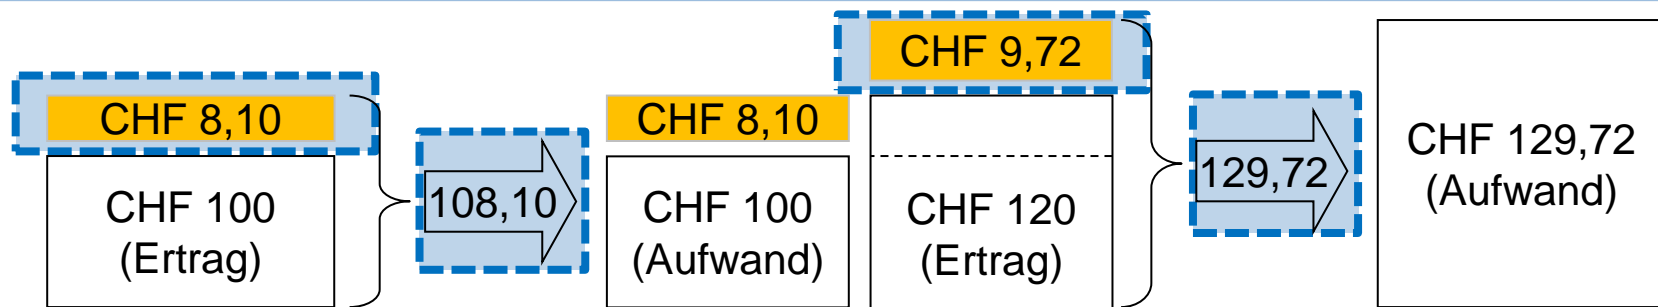 CHF 8,10
CHF 100
(Ertrag)
108,10
CHF 8,10
CHF 100
(Aufwand)
CHF 9,72
CHF 120
(Ertrag)
129,72
CHF 129,72
(Aufwand)